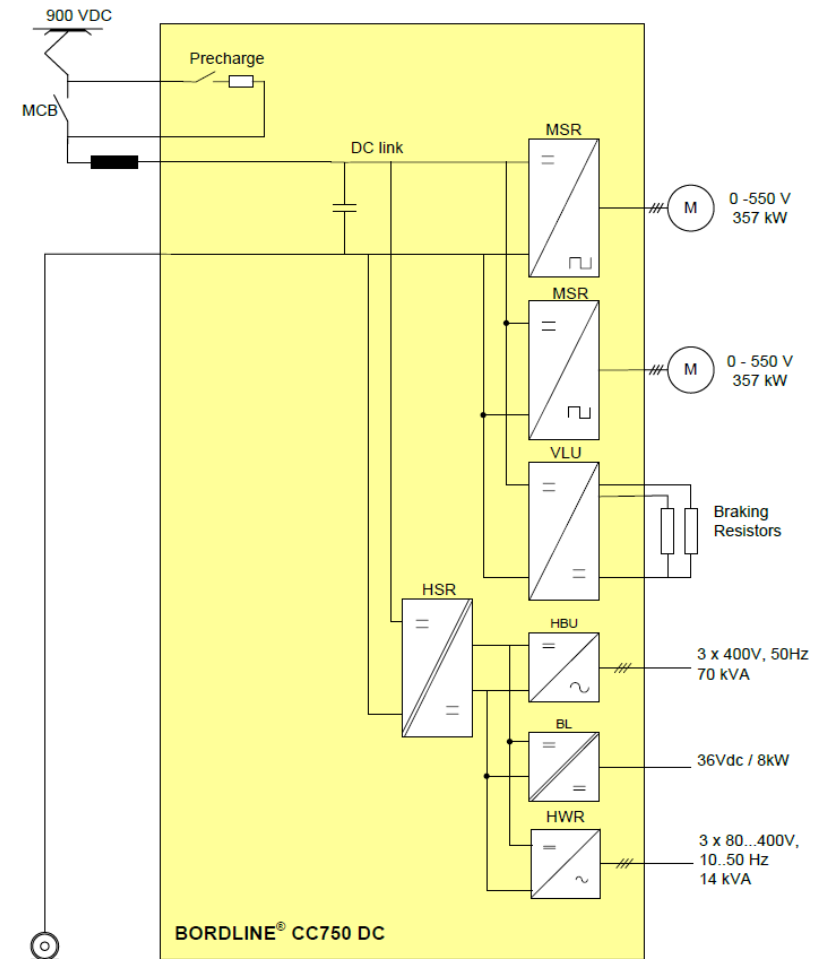 900 VDC
Precharge
MCB
DC link
MSR
M
0 -550 V
357 kW
MSR
M
0 - 550 V
357 kW
VLU
Braking
Resistors
HSR
HBU
3 x 400V, 50Hz
70 kVA
BL
36Vdc / 8kW
HWR
3 x 80...400V,
10..50 Hz
14 kVA
BORDLINE® CC750 DC